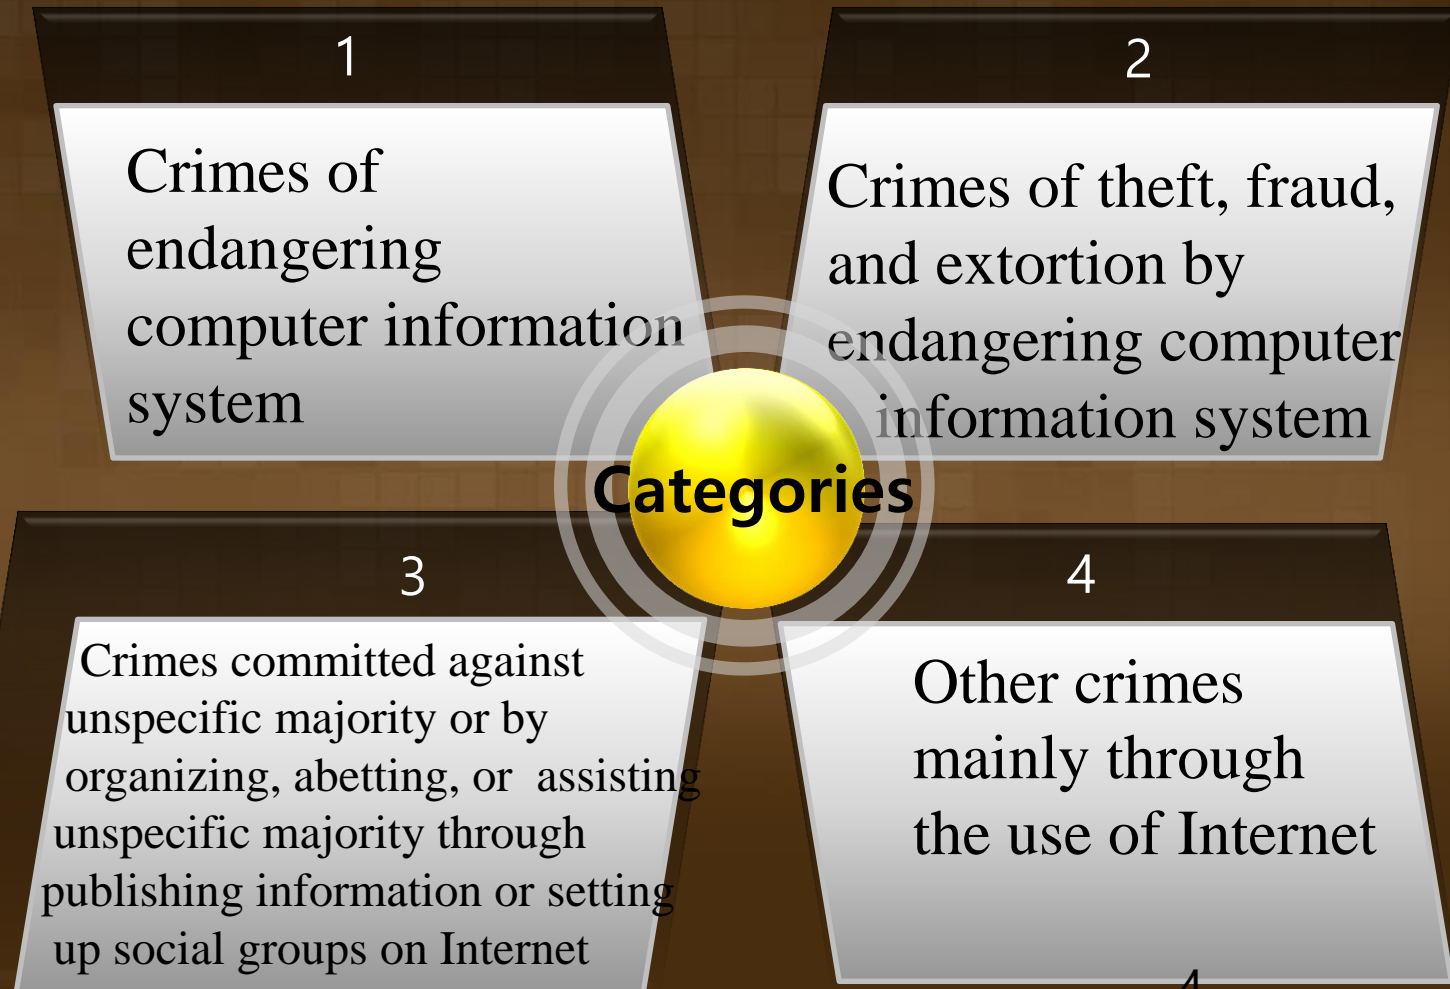 1
Crimes of
endangering
computer information
system
2
Crimes of theft, fraud,
and extortion by
endangering computer
information system
Categories
3
Crimes committed against
unspecific majority or by
organizing, abetting, or assisting
unspecific majority through
publishing information or setting
up social groups on Internet
4
Other crimes
mainly through
the use of Internet
4